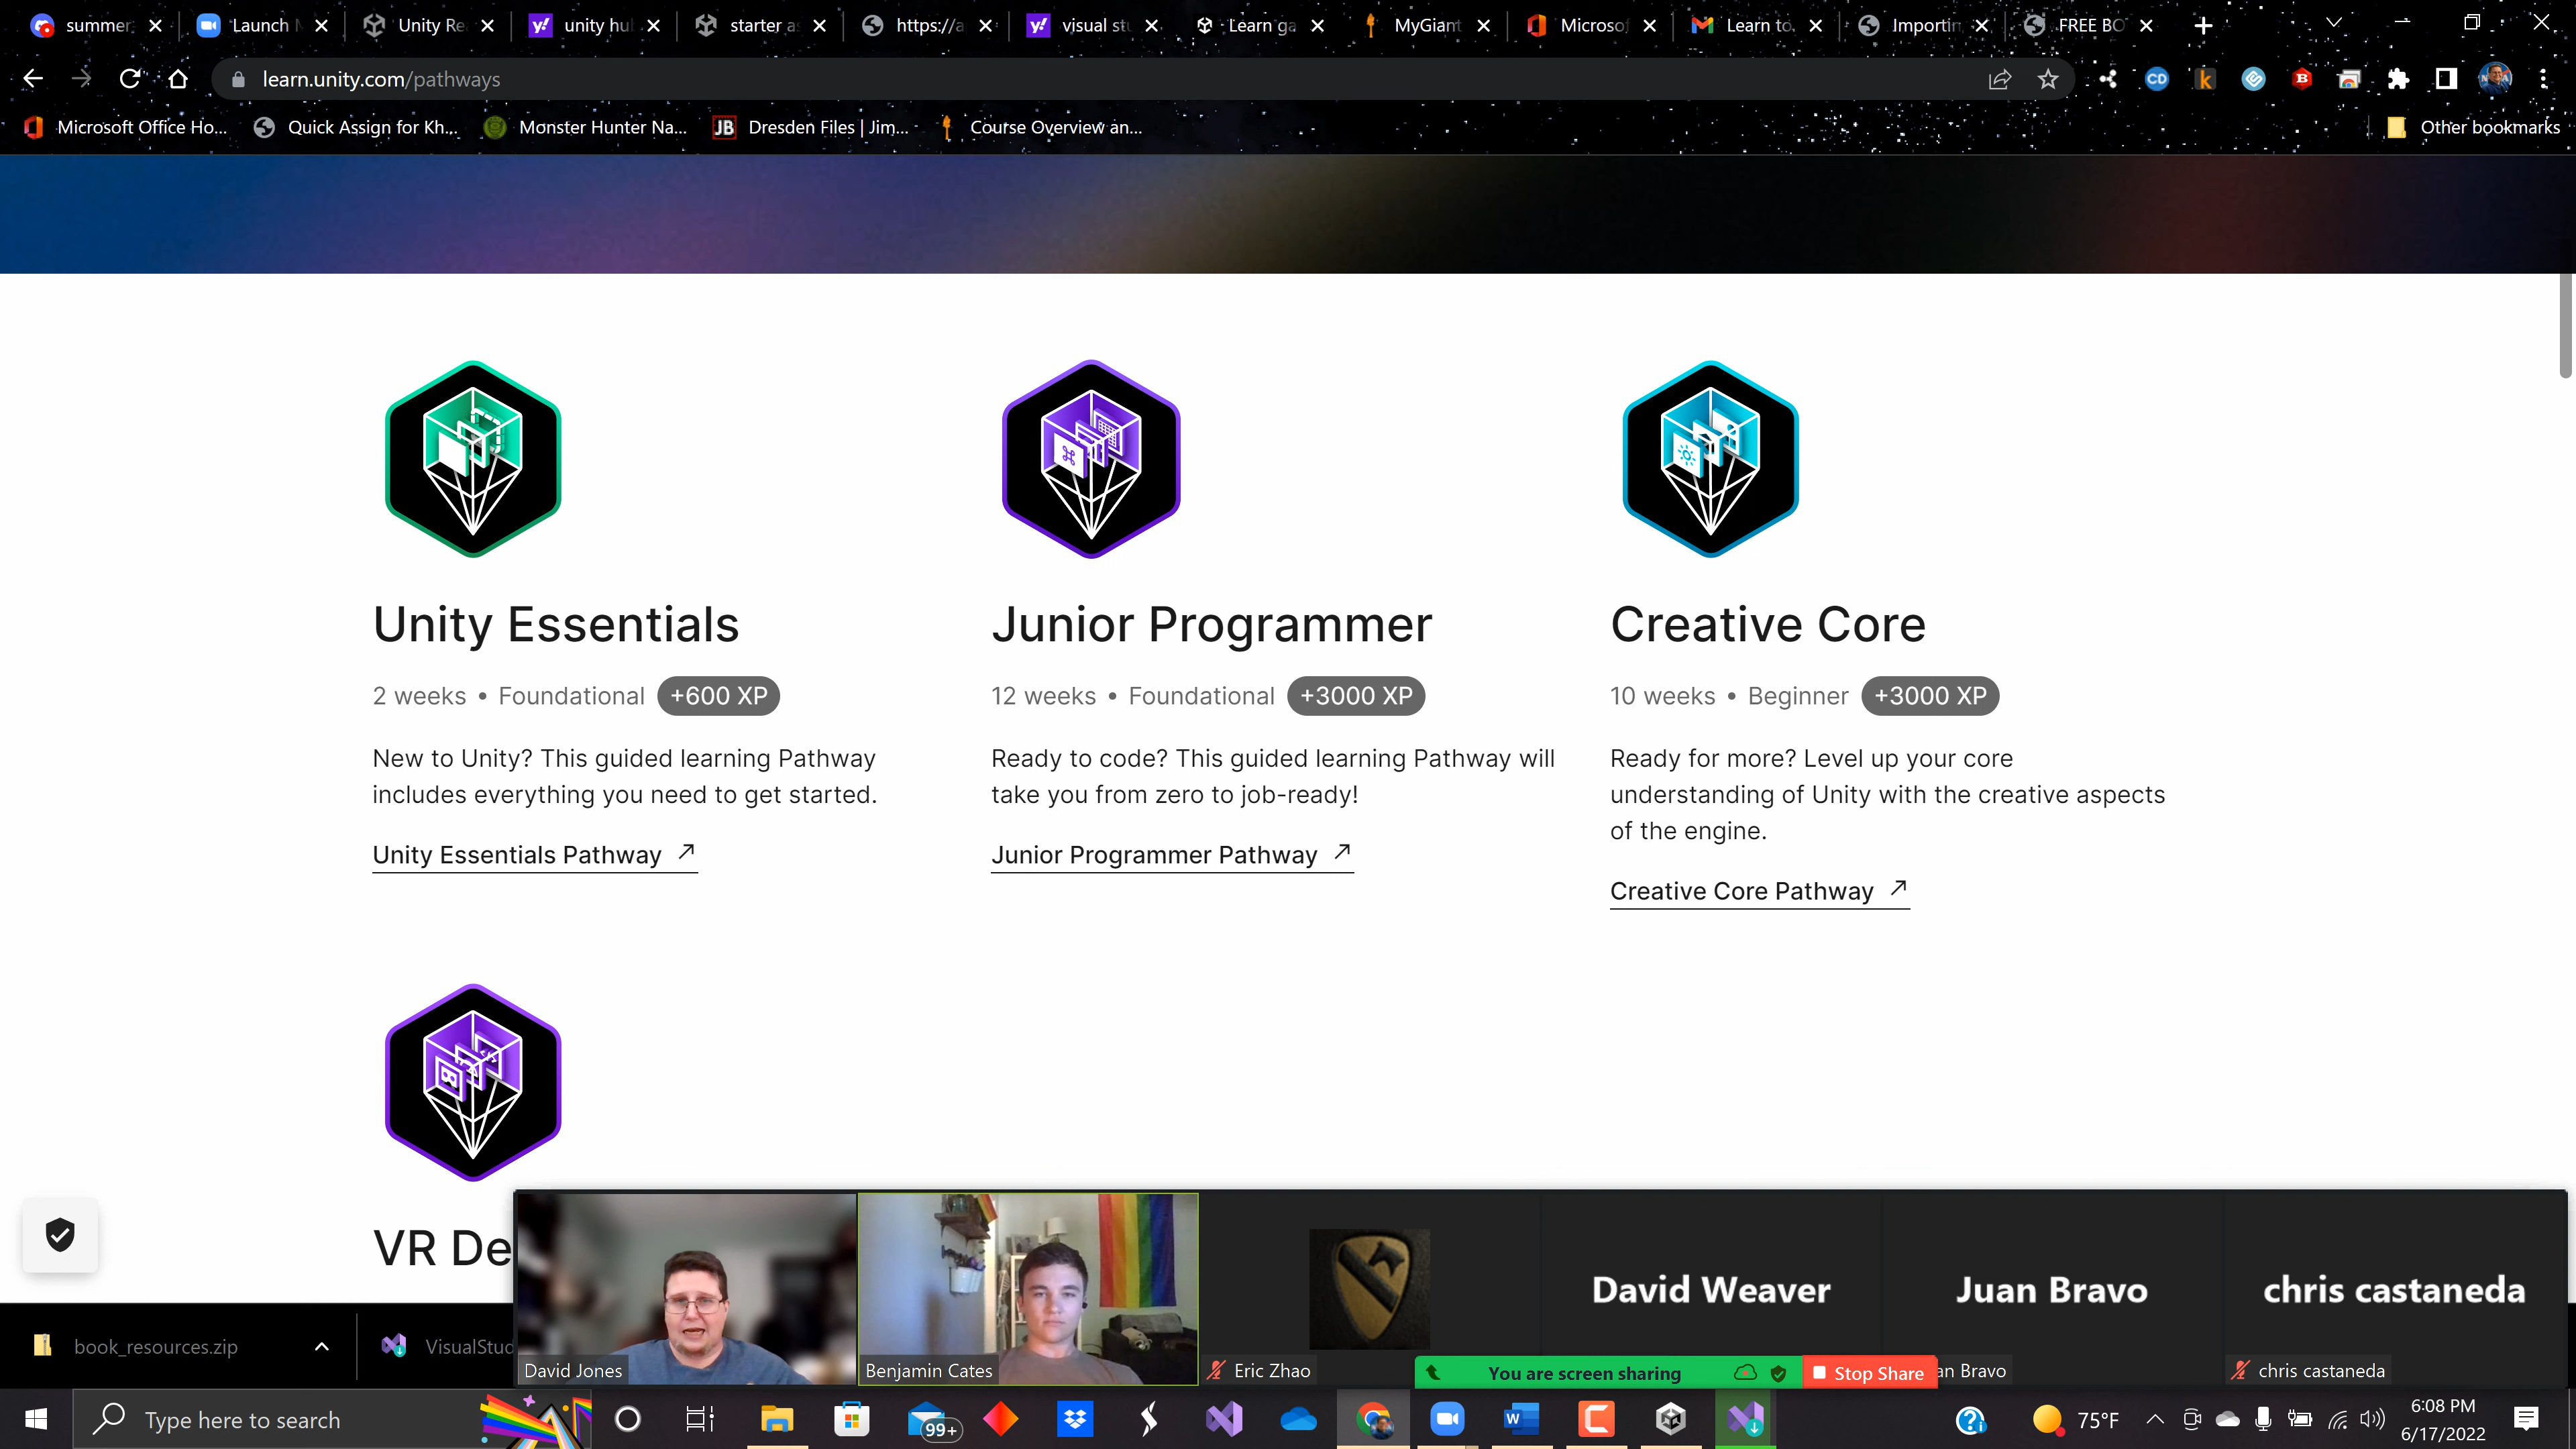 summer
Launch M
Unity Re
unity hul
starter as
https://a
visual stu
Learn ga
MyGiant
Microsof
Learn to
Importin
FREE BO
learn.unity.com/pathways
Microsoft Office Ho...
Quick Assign for Kh...
Monster Hunter Na...
Dresden Files | Jim...
Course Overview an...
Other bookmarks
Unity Essentials
2 weeks • Foundational +600 XP
New to Unity? This guided learning Pathway
includes everything you need to get started.
Unity Essentials Pathway
Junior Programmer
12 weeks • Foundational +3000 XP
Ready to code? This guided learning Pathway will
take you from zero to job-ready!
Junior Programmer Pathway
Creative Core
10 weeks • Beginner +3000 XP
Ready for more? Level up your core
understanding of Unity with the creative aspects
of the engine.
Creative Core Pathway
VR De
David Jones
Benjamin Cates
Eric Zhao
David Weaver
Juan Bravo
an Bravo
chris castaneda
chris castaneda
book_resources.zip
VisualStud
You are screen sharing
Stop Share
Type here to search
99+
75°F
6:08 PM
6/17/2022